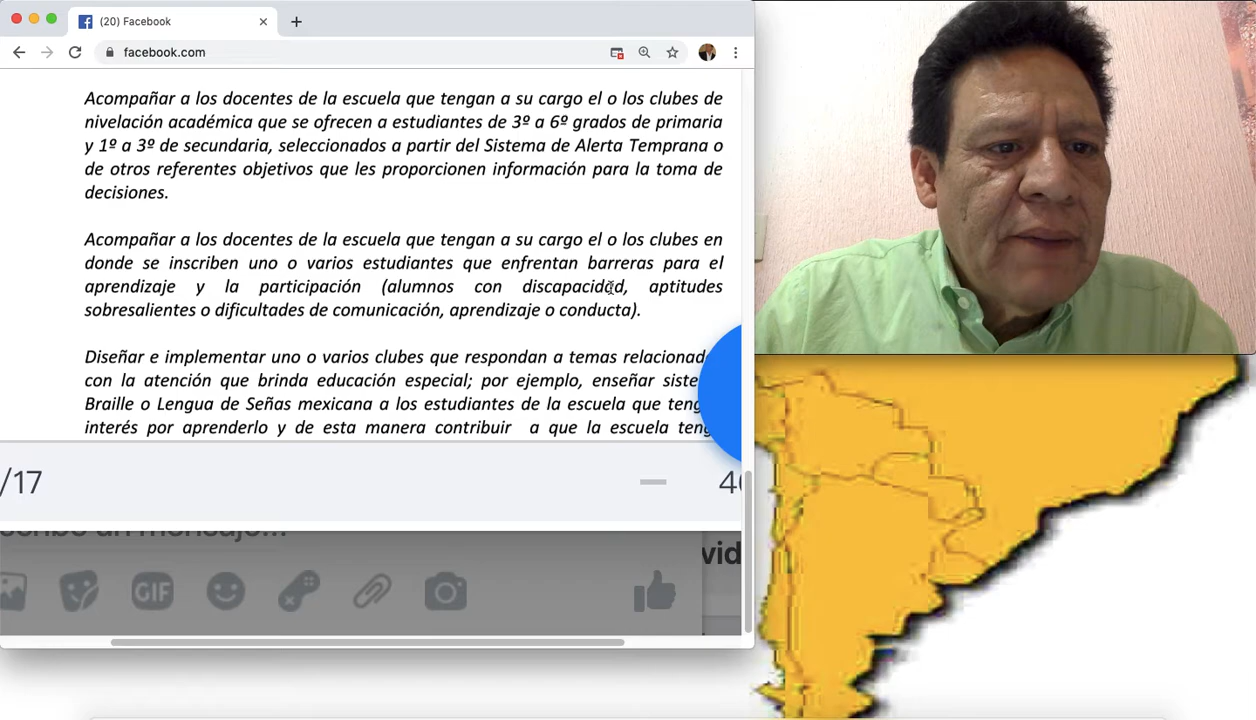 (20) Facebook
facebook.com
Acompañar a los docentes de la escuela que tengan a su cargo el o los clubes de
nivelación académica que se ofrecen a estudiantes de 3º a 6º grados de primaria
y 1º a 3º de secundaria, seleccionados a partir del Sistema de Alerta Temprana o
de otros referentes objetivos que les proporcionen información para la toma de
decisiones.
Acompañar a los docentes de la escuela que tengan a su cargo el o los clubes en
donde se inscriben uno o varios estudiantes que enfrentan barreras para el
aprendizaje y la participación (alumnos con discapacidad, aptitudes
sobresalientes o dificultades de comunicación, aprendizaje o conducta).
Diseñar e implementar uno o varios clubes que respondan a temas relacionad
con la atención que brinda educación especial; por ejemplo, enseñar siste
Braille o Lengua de Señas mexicana a los estudiantes de la escuela que teng
interés por aprenderlo y de esta manera contribuir a que la escuela teng
/17
mensaje...
vid
GIF